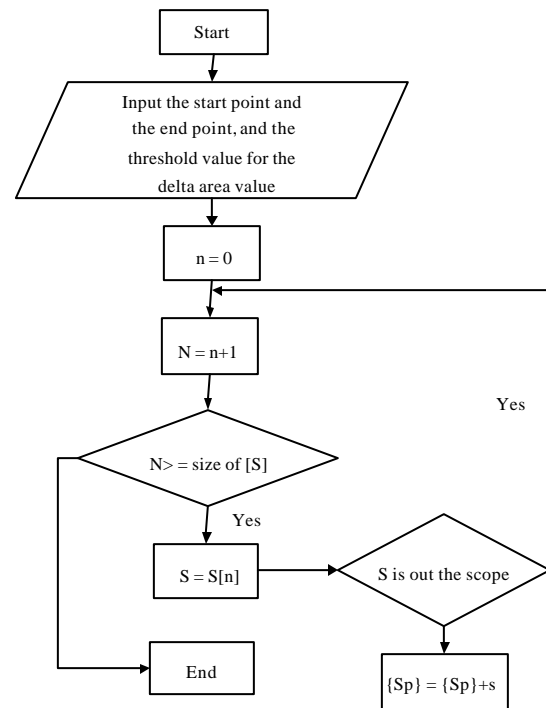 Start
Input the start point and
the end point, and the
threshold value for the
delta area value
n = 0
N = n+1
Yes
N> = size of [S]
Yes
S = S[n]
S is out the scope
End
{Sp} = {Sp}+s